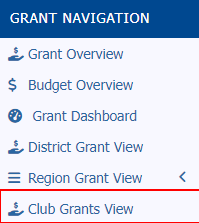 GRANT NAVIGATION
Grant Overview
Budget Overview
Grant Dashboard
District Grant View
Region Grant View
Club Grants View